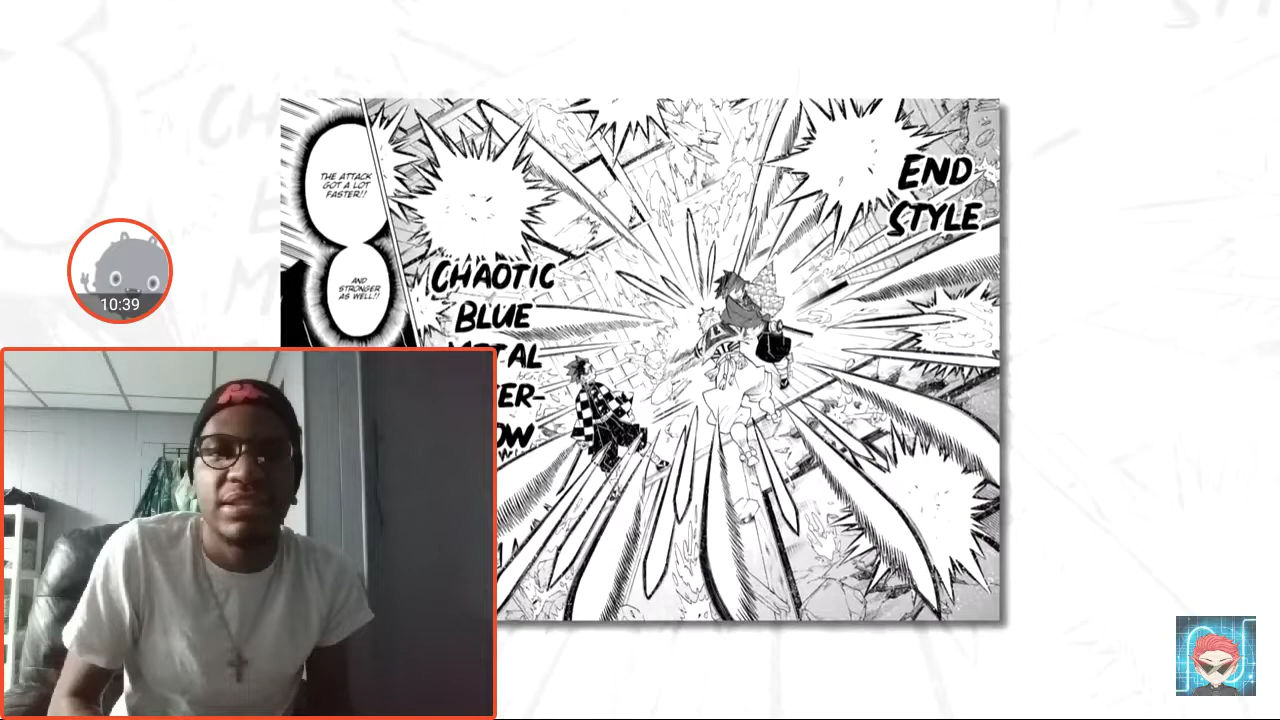 THE ATTACK
GOT A LOT
FASTER!!
AND
STRONGER
AS WELL!!
END
STYLE
CHAOTIC
BLUE
10:39